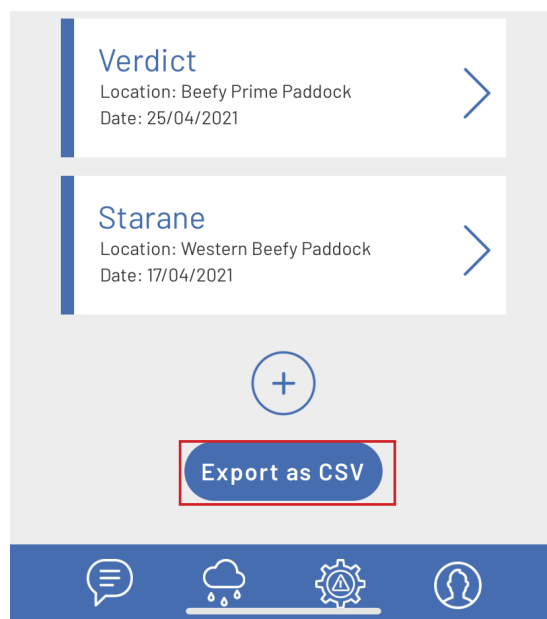 Verdict
Location: Beefy Prime Paddock
Date: 25/04/2021
Starane
Location: Western Beefy Paddock
Date: 17/04/2021
Export as CSV